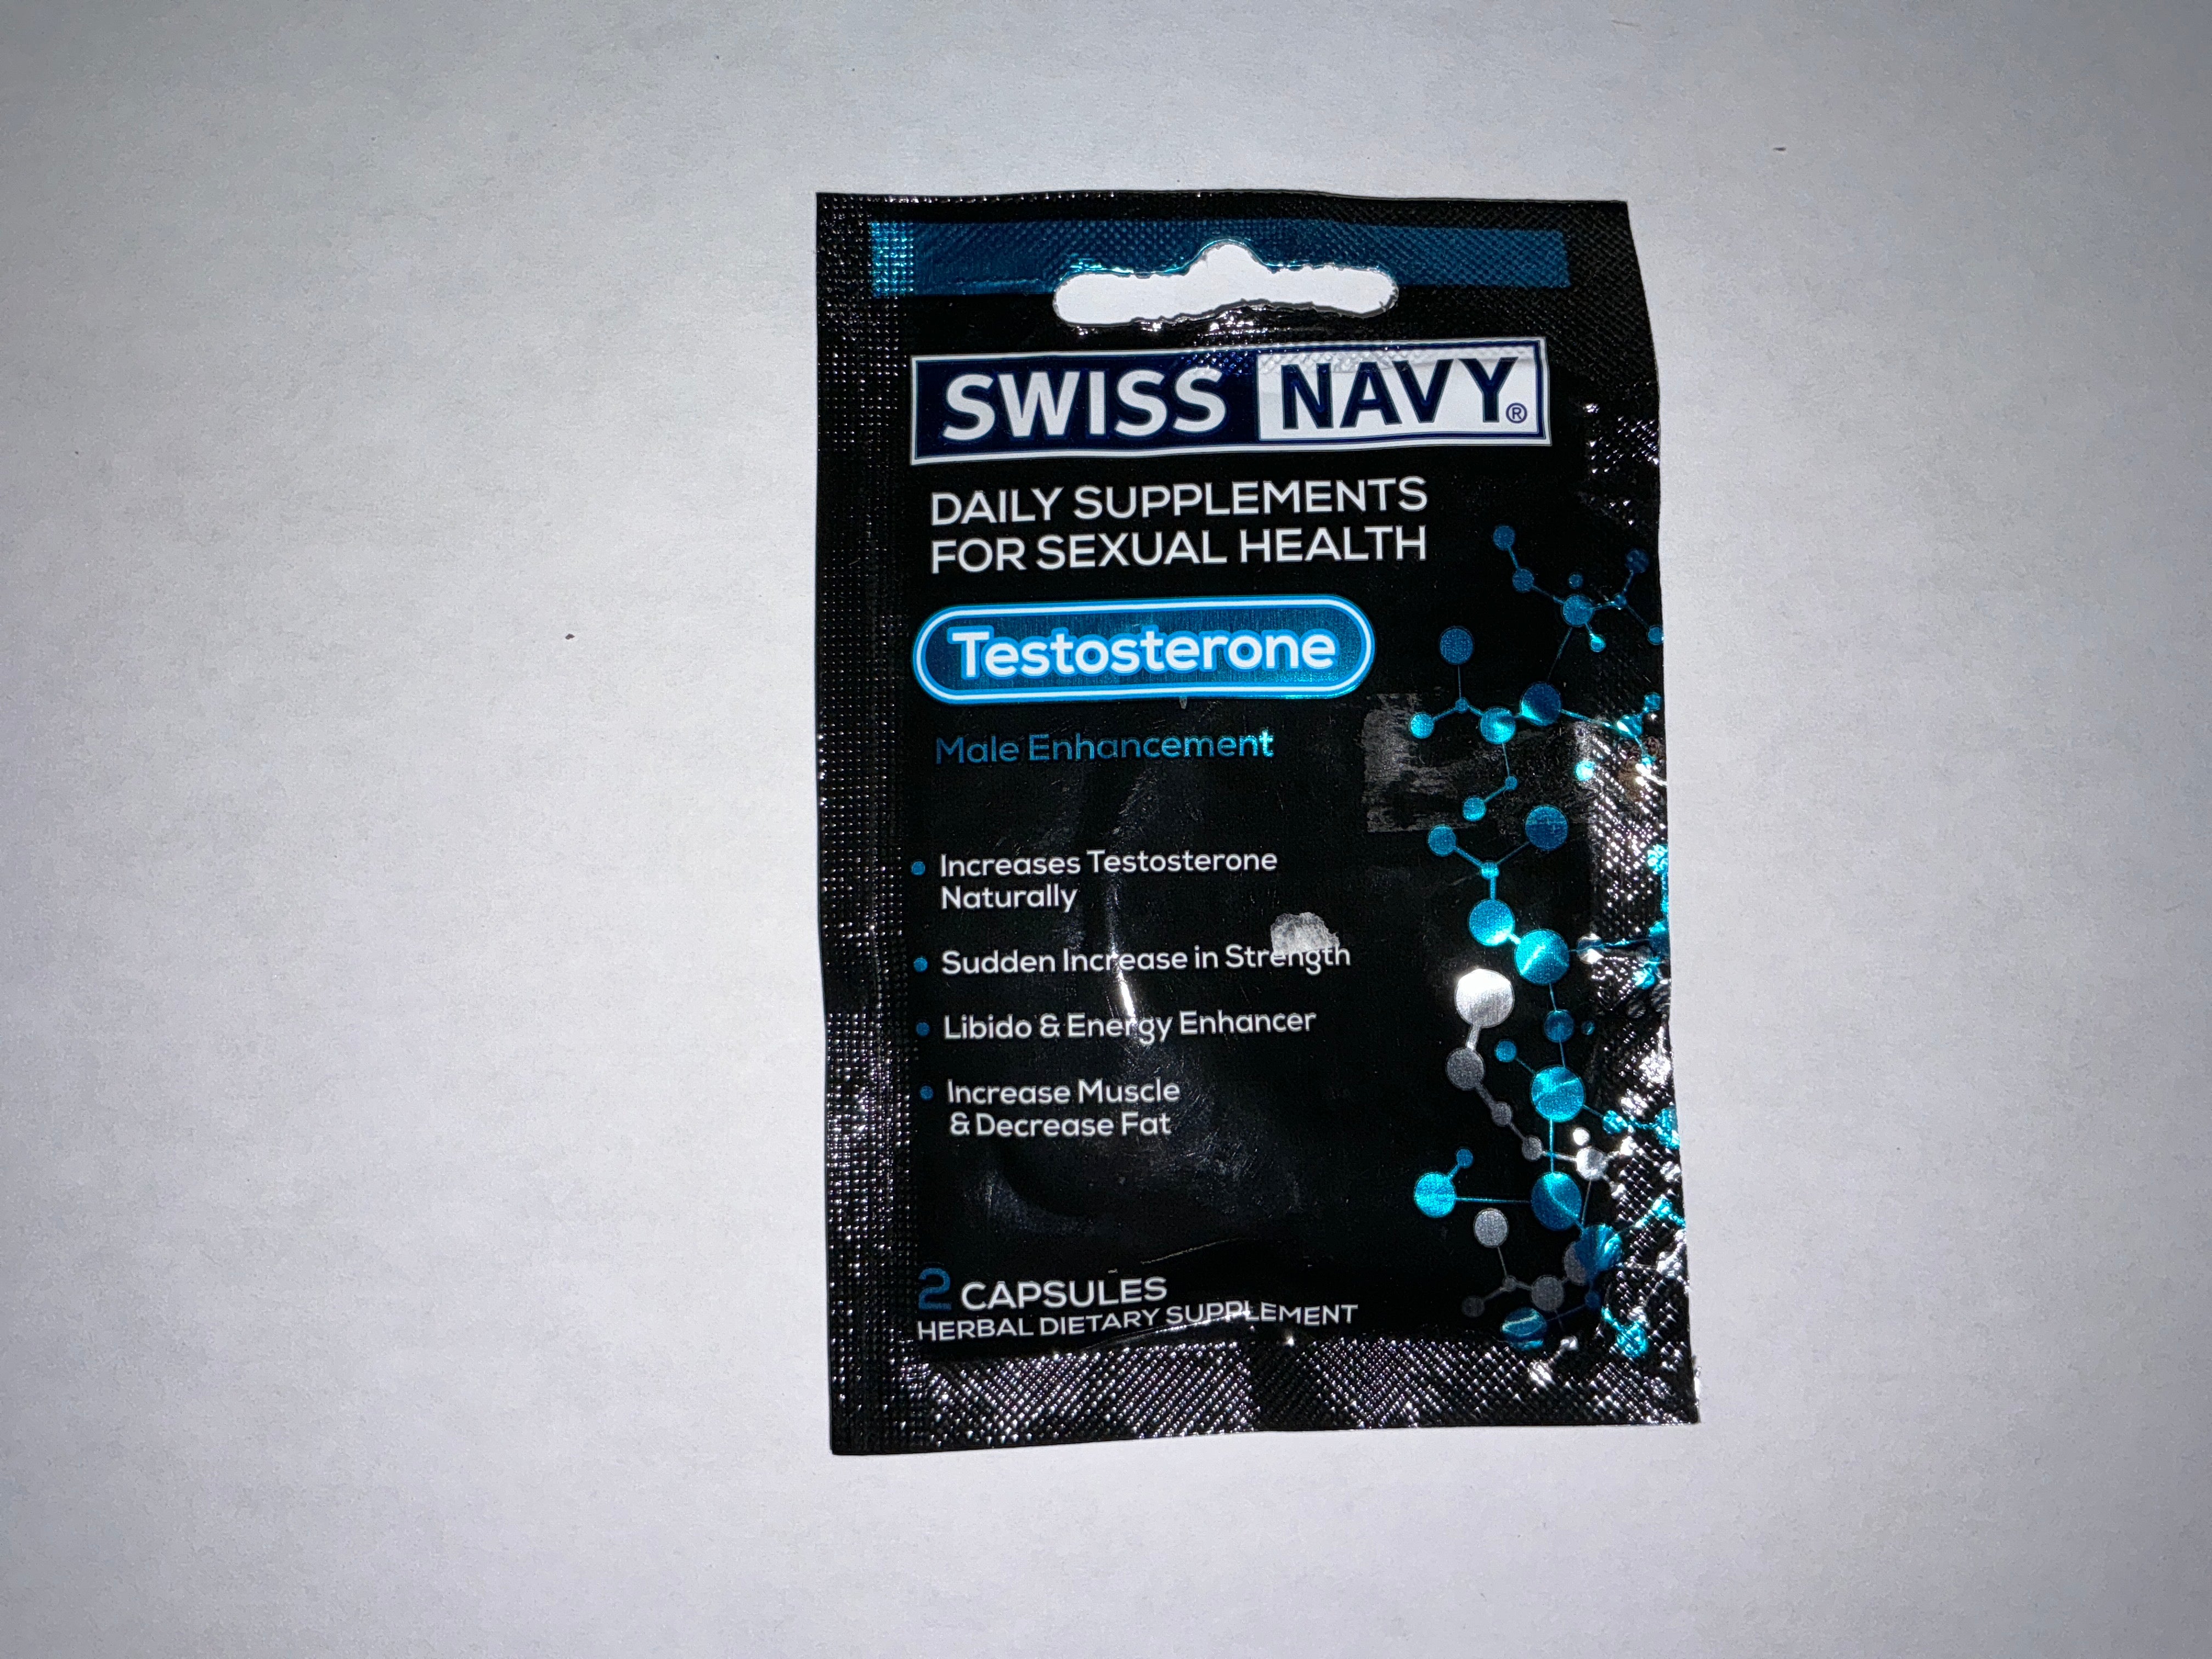 SWISS NAVY®
DAILY SUPPLEMENTS
FOR SEXUAL HEALTH
Testosterone
Male Enhancement
• Increases Testosterone
Naturally
• Sudden Increase in Strength
• Libido & Energy Enhancer
• Increase Muscle
& Decrease Fat
2 CAPSULES
HERBAL DIETARY SUPPLEMENT